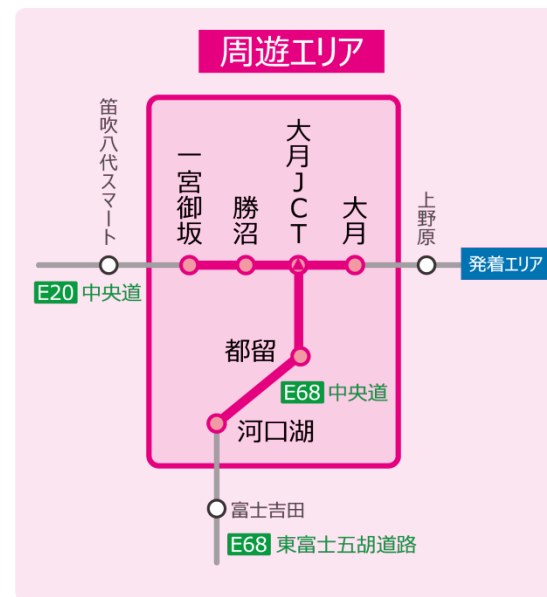 周遊エリア
笛吹八代スマート
一宮御坂
勝沼
大月JCT
大月
上野原
発着エリア
E20 中央道
都留
E68 中央道
河口湖
富士吉田
E68 東富士五胡道路